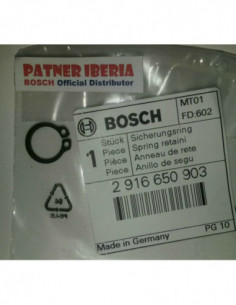 PATNER IBERIA
BOSCH Official Distributor
BOSCH
MT01
FD:602
1
Stück
Piece
Pièce
Piece
Sicherungsring
Spring retaini
Anneau de rete
Anillo de segu
2 916 650 903
Made in Germany
PG 10